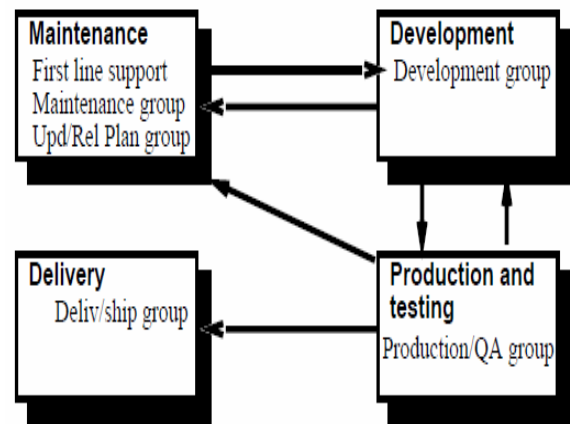 Maintenance
First line support
Maintenance group
Upd/Rel Plan group
Development
Development group
Delivery
Deliv/ship group
Production and
testing
Production/QA group